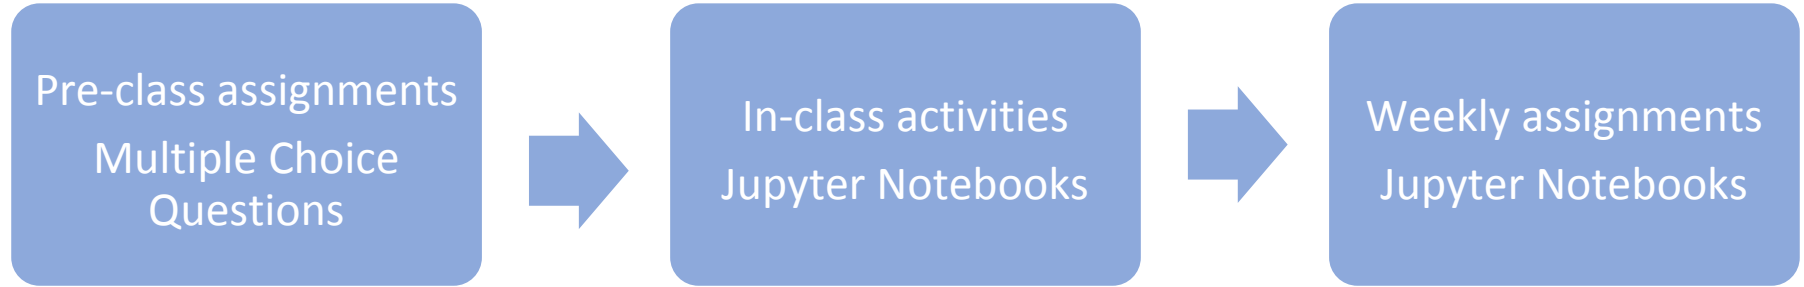 Pre-class assignments
Multiple Choice
Questions
In-class activities
Jupyter Notebooks
Weekly assignments
Jupyter Notebooks